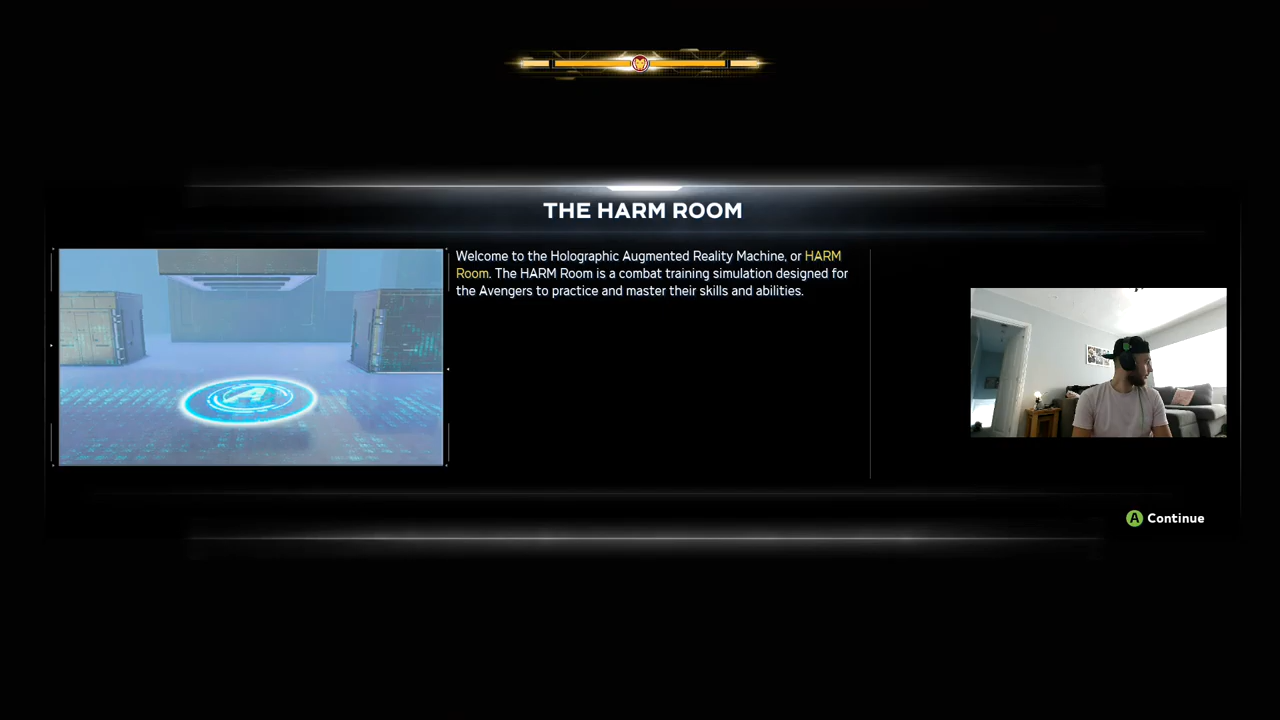 THE HARM ROOM
Welcome to the Holographic Augmented Reality Machine, or HARM
Room. The HARM Room is a combat training simulation designed for
the Avengers to practice and master their skills and abilities.
A Continue